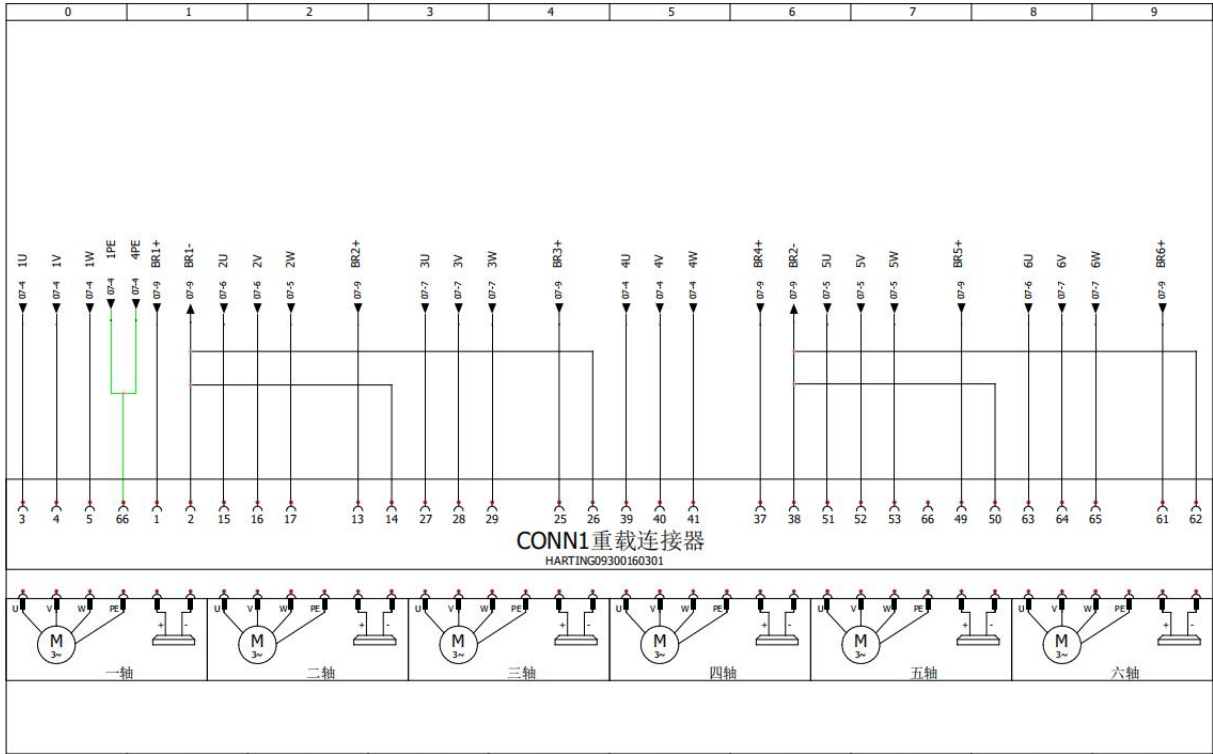 0 1 2 3 4 5 6 7 8 9
1U 1V 1W 1PE 4PE BR1+ BR1- 2U 2V 2W BR2+ 3U 3V 3W BR3+ 4U 4V 4W BR4+ BR2- 5U 5V 5W BR5+ 6U 6V 6W BR6+
07-4 07-4 07-4 07-4 07-4 07-9 07-9 07-6 07-6 07-5 07-9 07-7 07-7 07-7 07-9 07-4 07-4 07-4 07-9 07-9 07-5 07-5 07-5 07-9 07-6 07-7 07-7 07-9
3 4 5 66 1 2 15 16 17 13 14 27 28 29 25 26 39 40 41 37 38 51 52 53 66 49 50 63 64 65 61 62
CONN1重载连接器
HARTING09300160301
U V W PE U V W PE U V W PE U V W PE U V W PE U V W PE
+ - + - + - + - + - + -
M M M M M M
3~ 3~ 3~ 3~ 3~ 3~
一轴 二轴 三轴 四轴 五轴 六轴